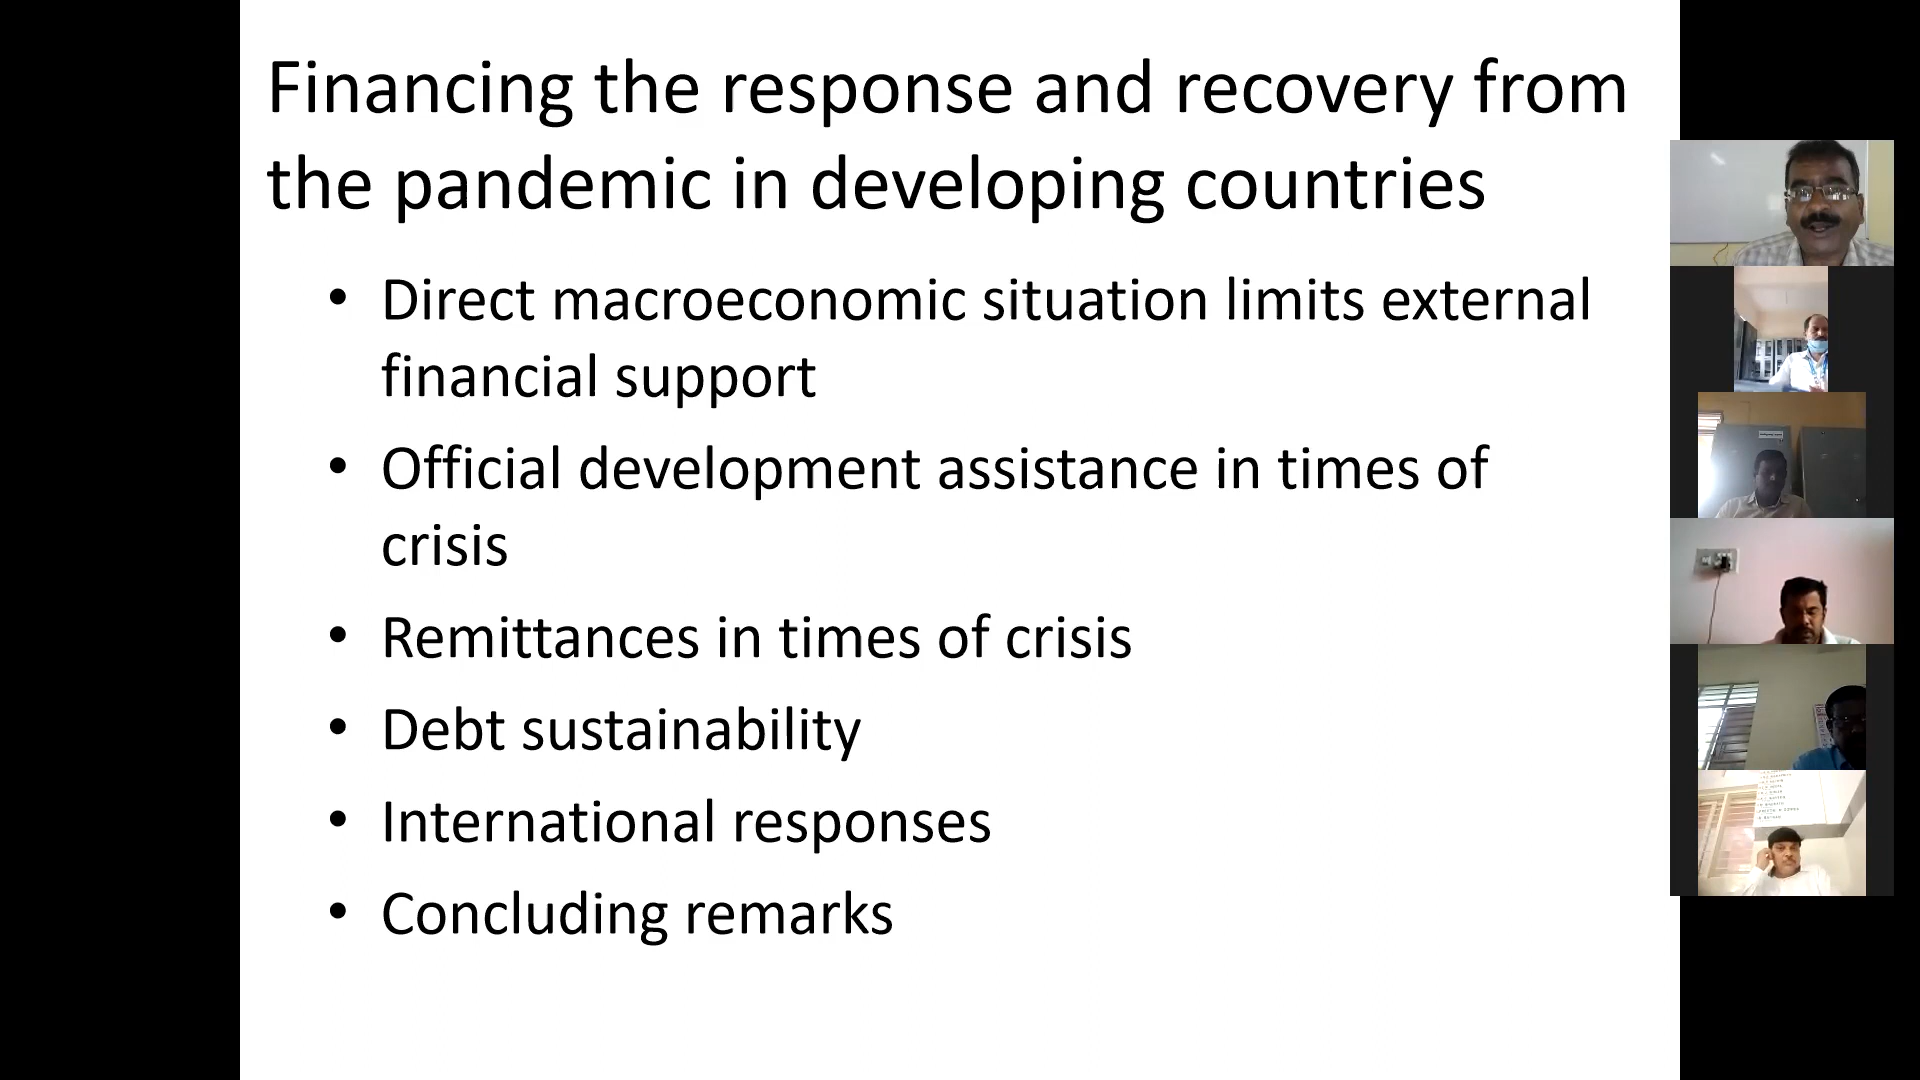 Financing the response and recovery from
the pandemic in developing countries
• Direct macroeconomic situation limits external
financial support
• Official development assistance in times of
crisis
• Remittances in times of crisis
• Debt sustainability
• International responses
• Concluding remarks